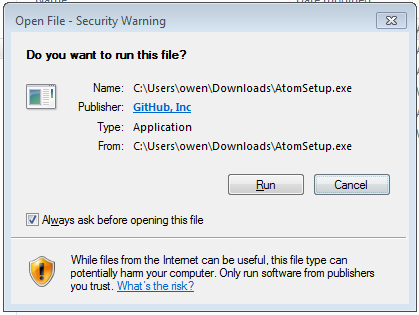 Open File - Security Warning
Do you want to run this file?
Name: C:\Users\owen\Downloads\AtomSetup.exe
Publisher: GitHub, Inc
Type: Application
From: C:\Users\owen\Downloads\AtomSetup.exe
Run Cancel
Always ask before opening this file
While files from the Internet can be useful, this file type can
potentially harm your computer. Only run software from publishers
you trust. What's the risk?